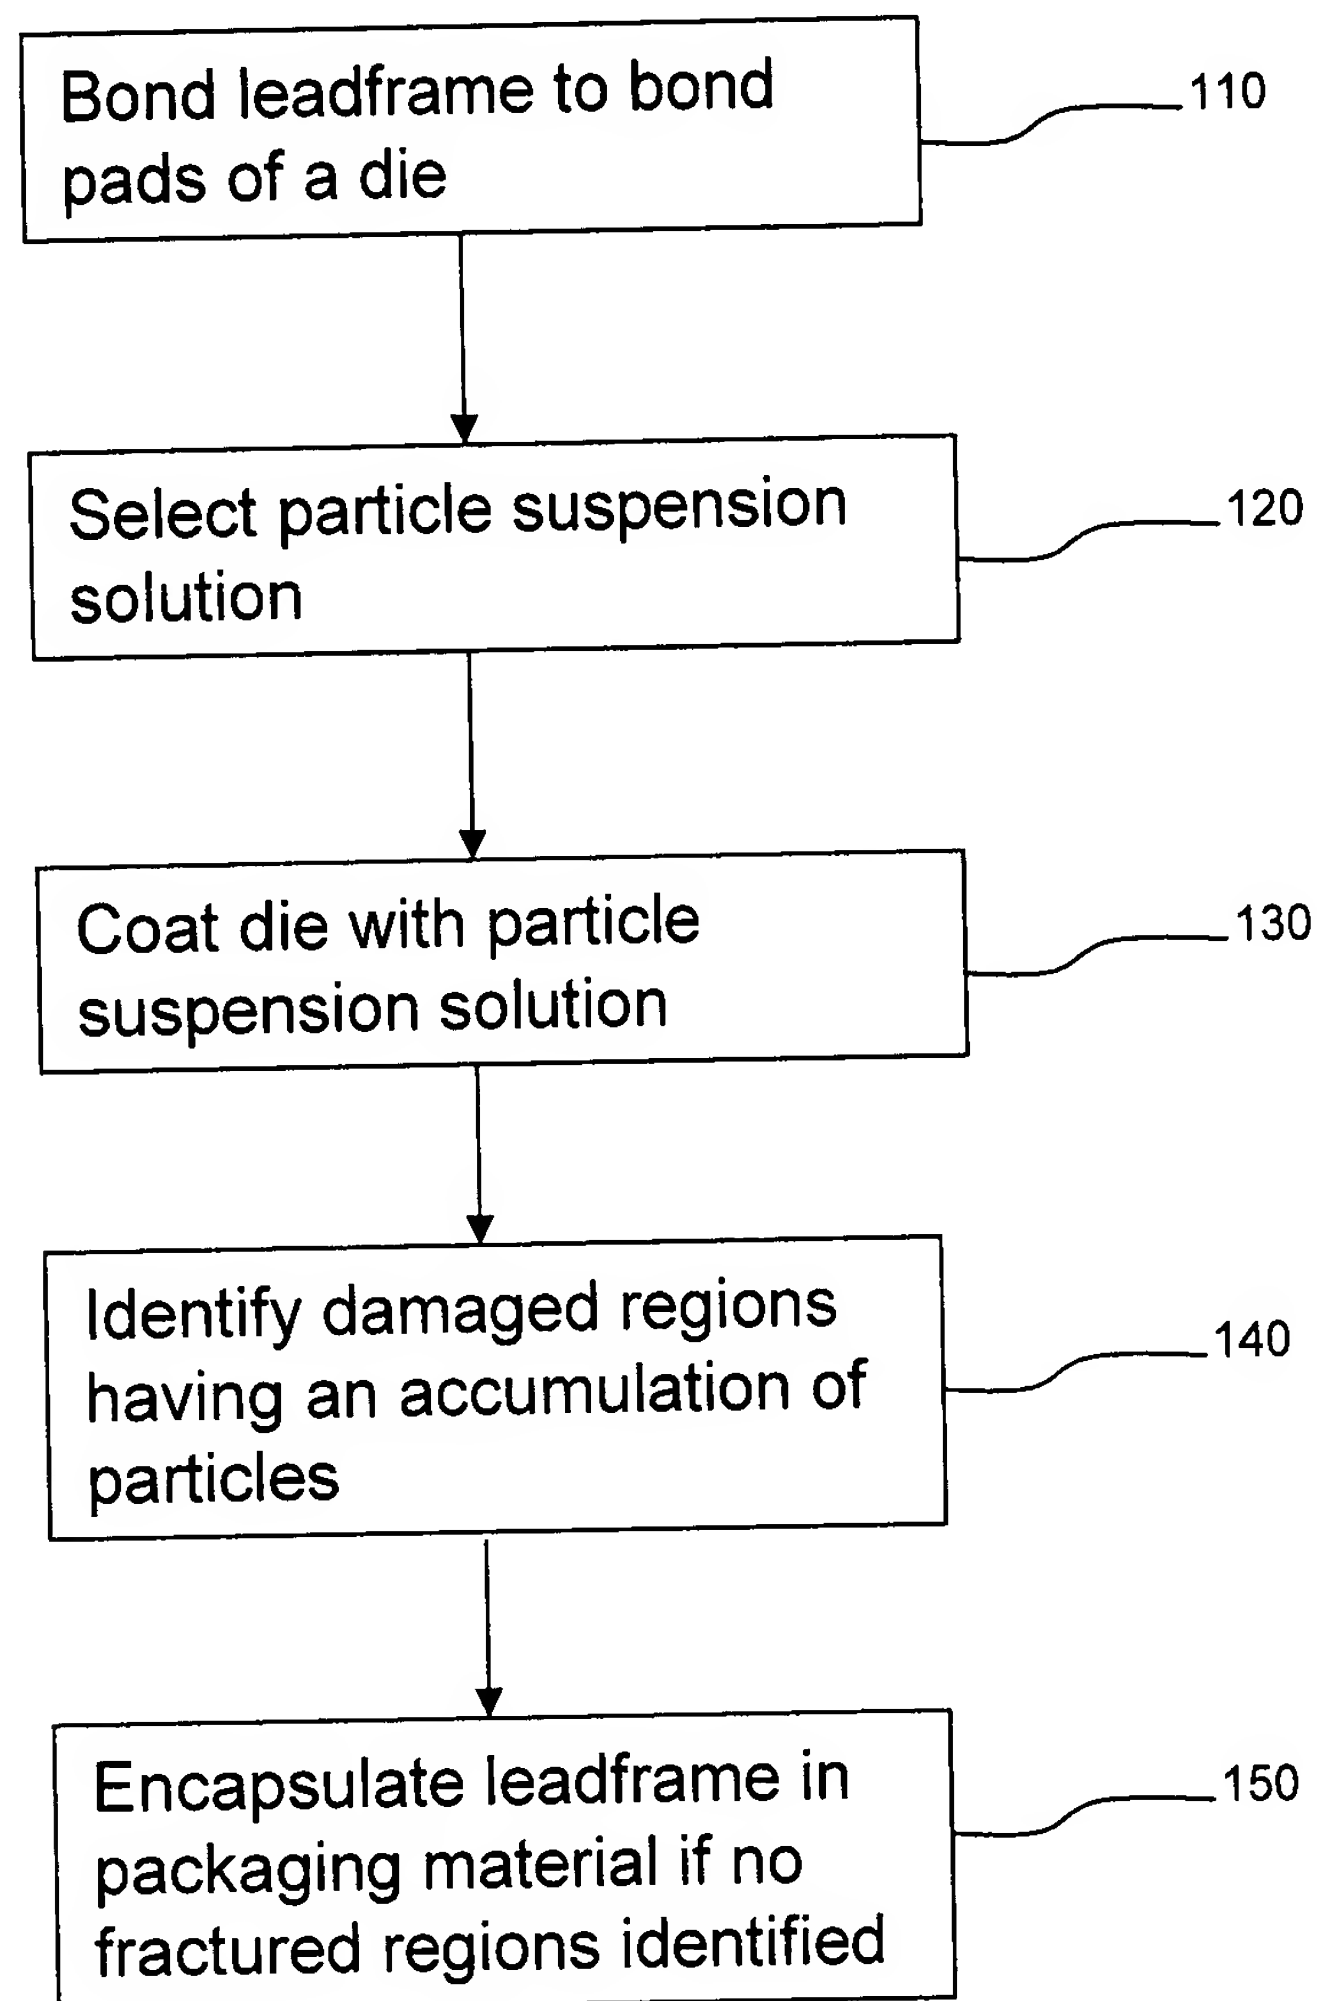 Bond leadframe to bond
pads of a die
110
Select particle suspension
solution
120
Coat die with particle
suspension solution
130
Identify damaged regions
having an accumulation of
particles
140
Encapsulate leadframe in
packaging material if no
fractured regions identified
150